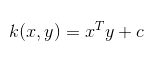 k(x, y) = x^T y + c